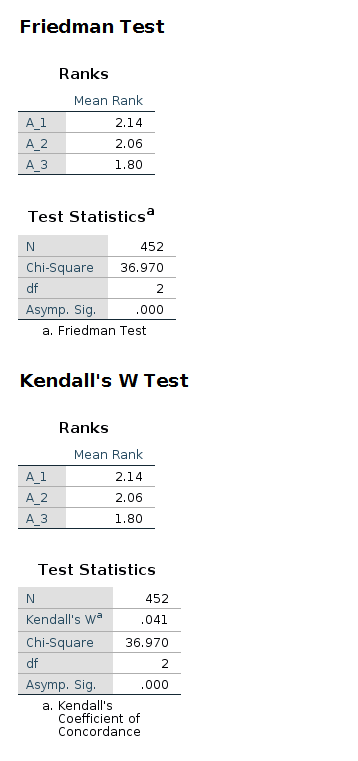 Friedman Test
Ranks
Mean Rank
A_1 2.14
A_2 2.06
A_3 1.80
Test Statisticsa
N 452
Chi-Square 36.970
df 2
Asymp. Sig. .000
a. Friedman Test
Kendall's W Test
Ranks
Mean Rank
A_1 2.14
A_2 2.06
A_3 1.80
Test Statistics
N 452
Kendall's Wa .041
Chi-Square 36.970
df 2
Asymp. Sig. .000
a. Kendall's
Coefficient of
Concordance